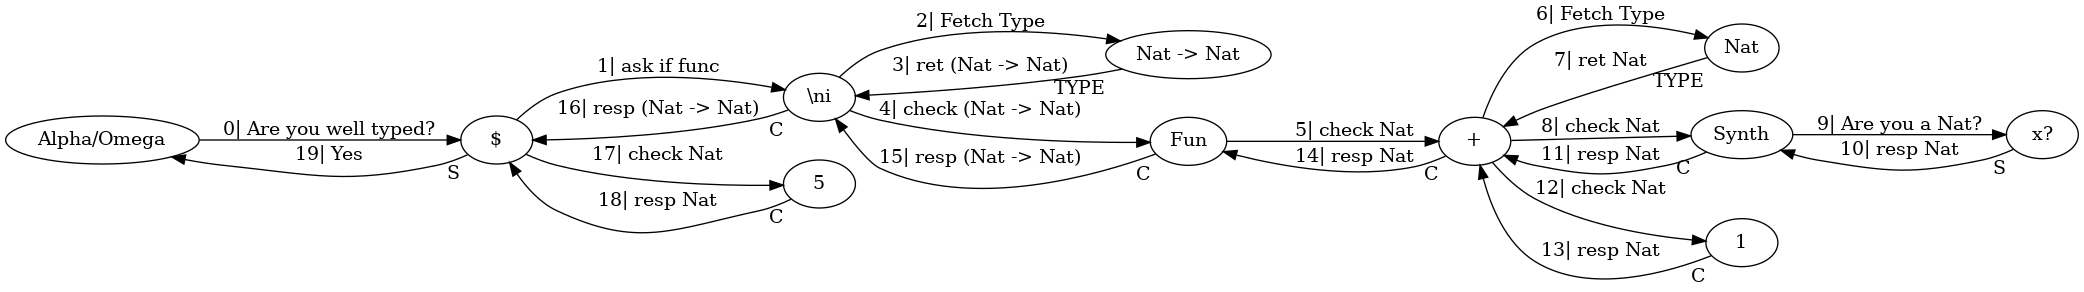 Alpha/Omega
0| Are you well typed?
19| Yes
S
$
1| ask if func
16| resp (Nat -> Nat)
C
17| check Nat
18| resp Nat
C
\ni
5
2| Fetch Type
3| ret (Nat -> Nat)
TYPE
4| check (Nat -> Nat)
15| resp (Nat -> Nat)
C
Nat -> Nat
Fun
5| check Nat
14| resp Nat
C
+
6| Fetch Type
7| ret Nat
TYPE
8| check Nat
11| resp Nat
C
12| check Nat
13| resp Nat
C
Nat
Synth
1
9| Are you a Nat?
10| resp Nat
S
x?